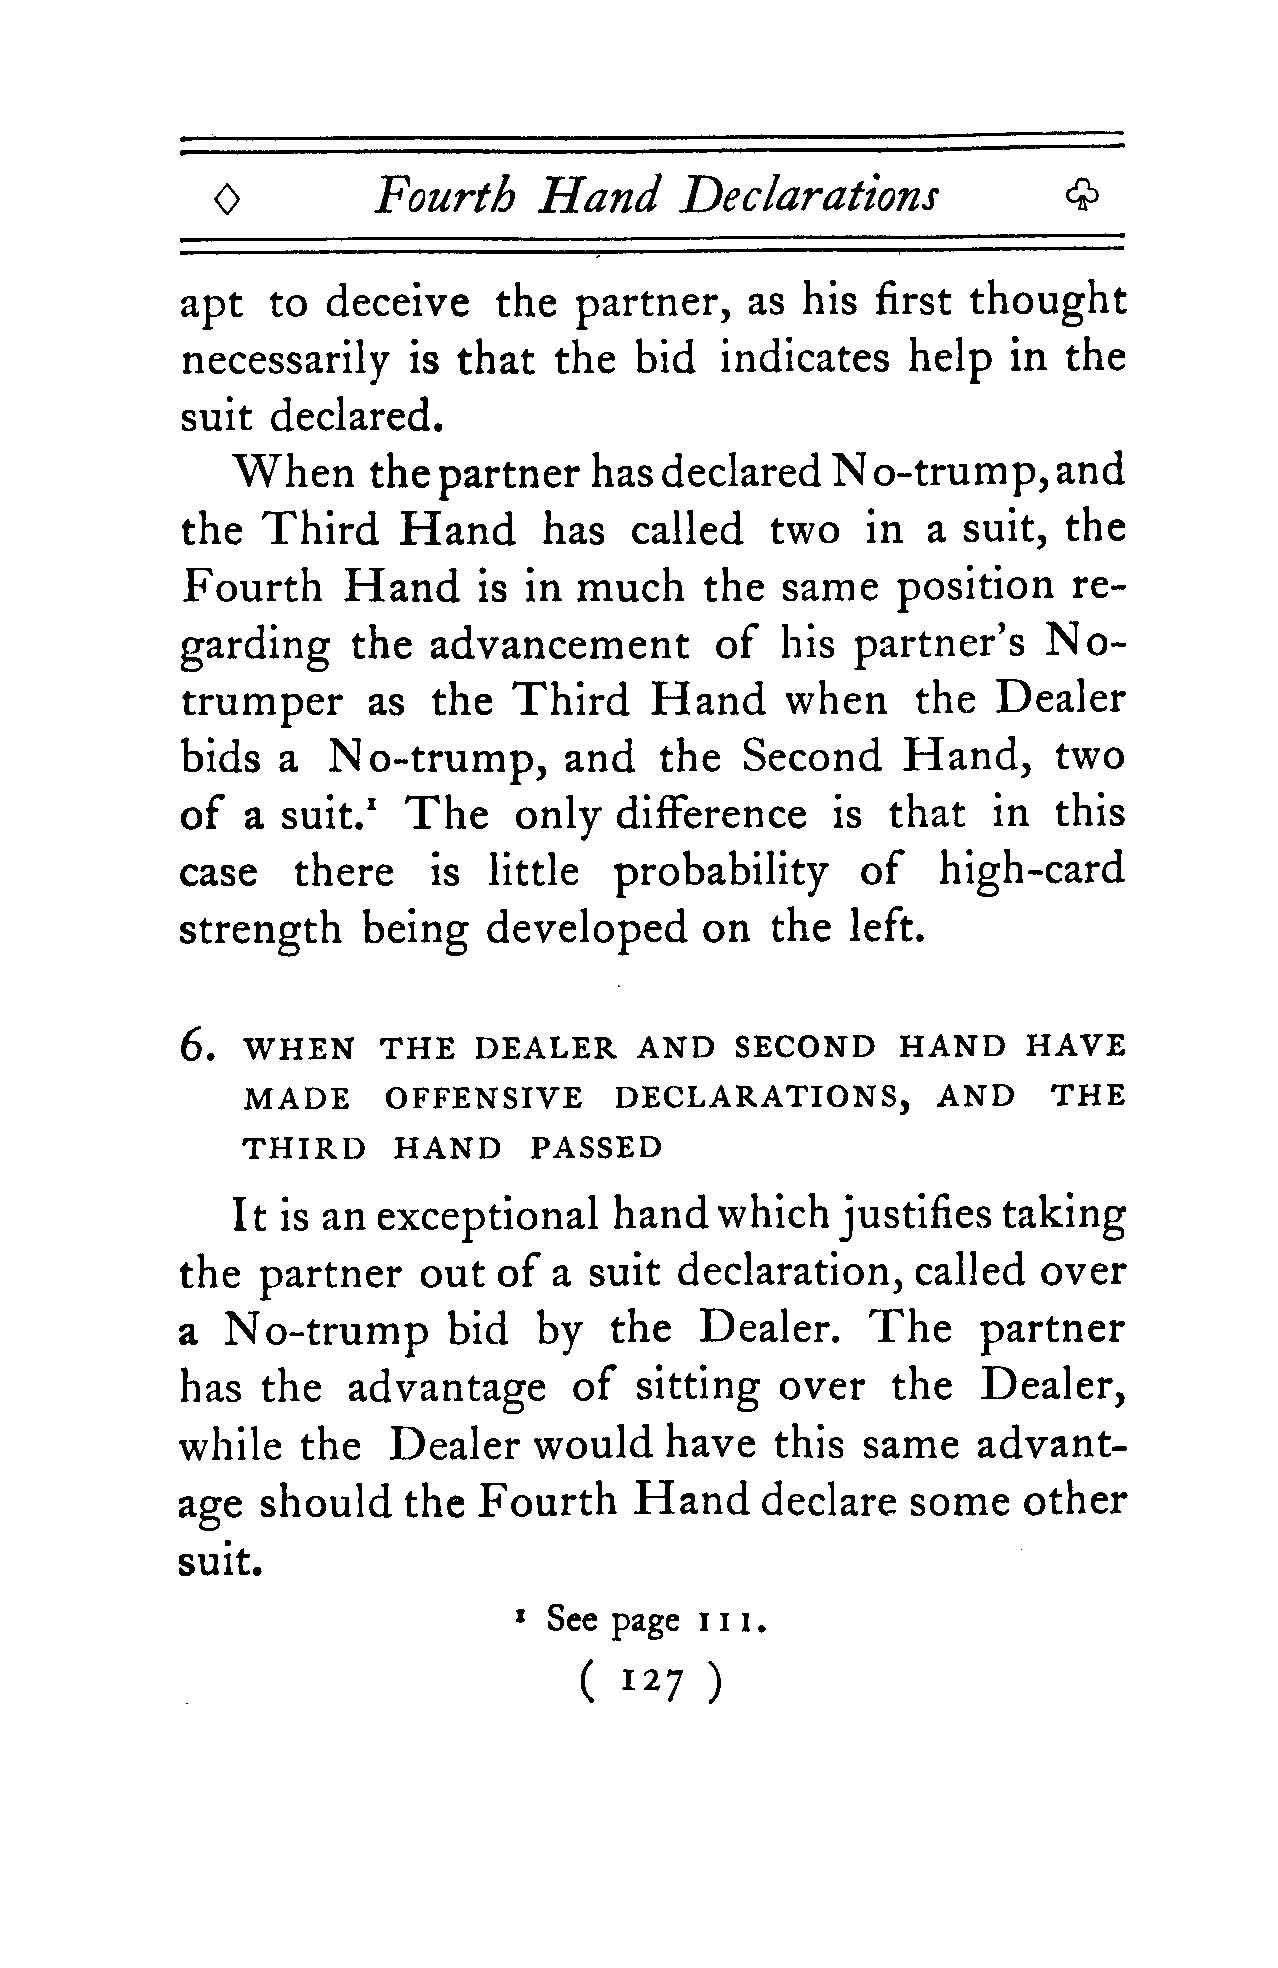 ◊ Fourth Hand Declarations ♧
apt to deceive the partner, as his first thought
necessarily is that the bid indicates help in the
suit declared.
When the partner has declared No-trump, and
the Third Hand has called two in a suit, the
Fourth Hand is in much the same position re-
garding the advancement of his partner's No-
trumper as the Third Hand when the Dealer
bids a No-trump, and the Second Hand, two
of a suit.¹ The only difference is that in this
case there is little probability of high-card
strength being developed on the left.
6. WHEN THE DEALER AND SECOND HAND HAVE
MADE OFFENSIVE DECLARATIONS, AND THE
THIRD HAND PASSED
It is an exceptional hand which justifies taking
the partner out of a suit declaration, called over
a No-trump bid by the Dealer. The partner
has the advantage of sitting over the Dealer,
while the Dealer would have this same advant-
age should the Fourth Hand declare some other
suit.
¹ See page 111.
( 127 )